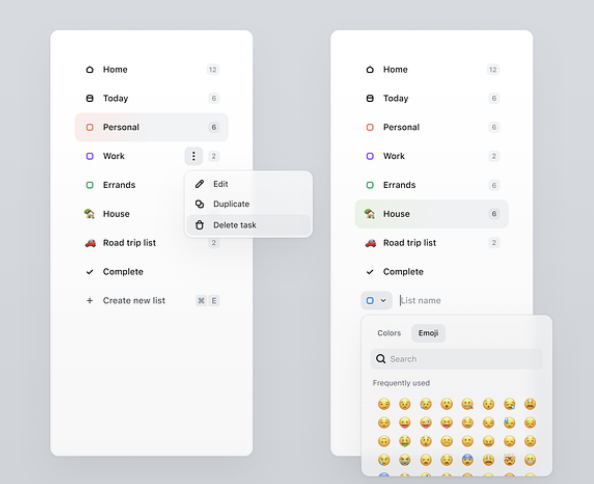 Home 12
Today 6
Personal 6
Work 2
Errands
Edit
House
Duplicate
Delete task
Road trip list 2
Complete
Create new list ⌘ E
Home 12
Today 6
Personal 6
Work 2
Errands 6
House 6
Road trip list 2
Complete
List name
Colors Emoji
Search
Frequently used